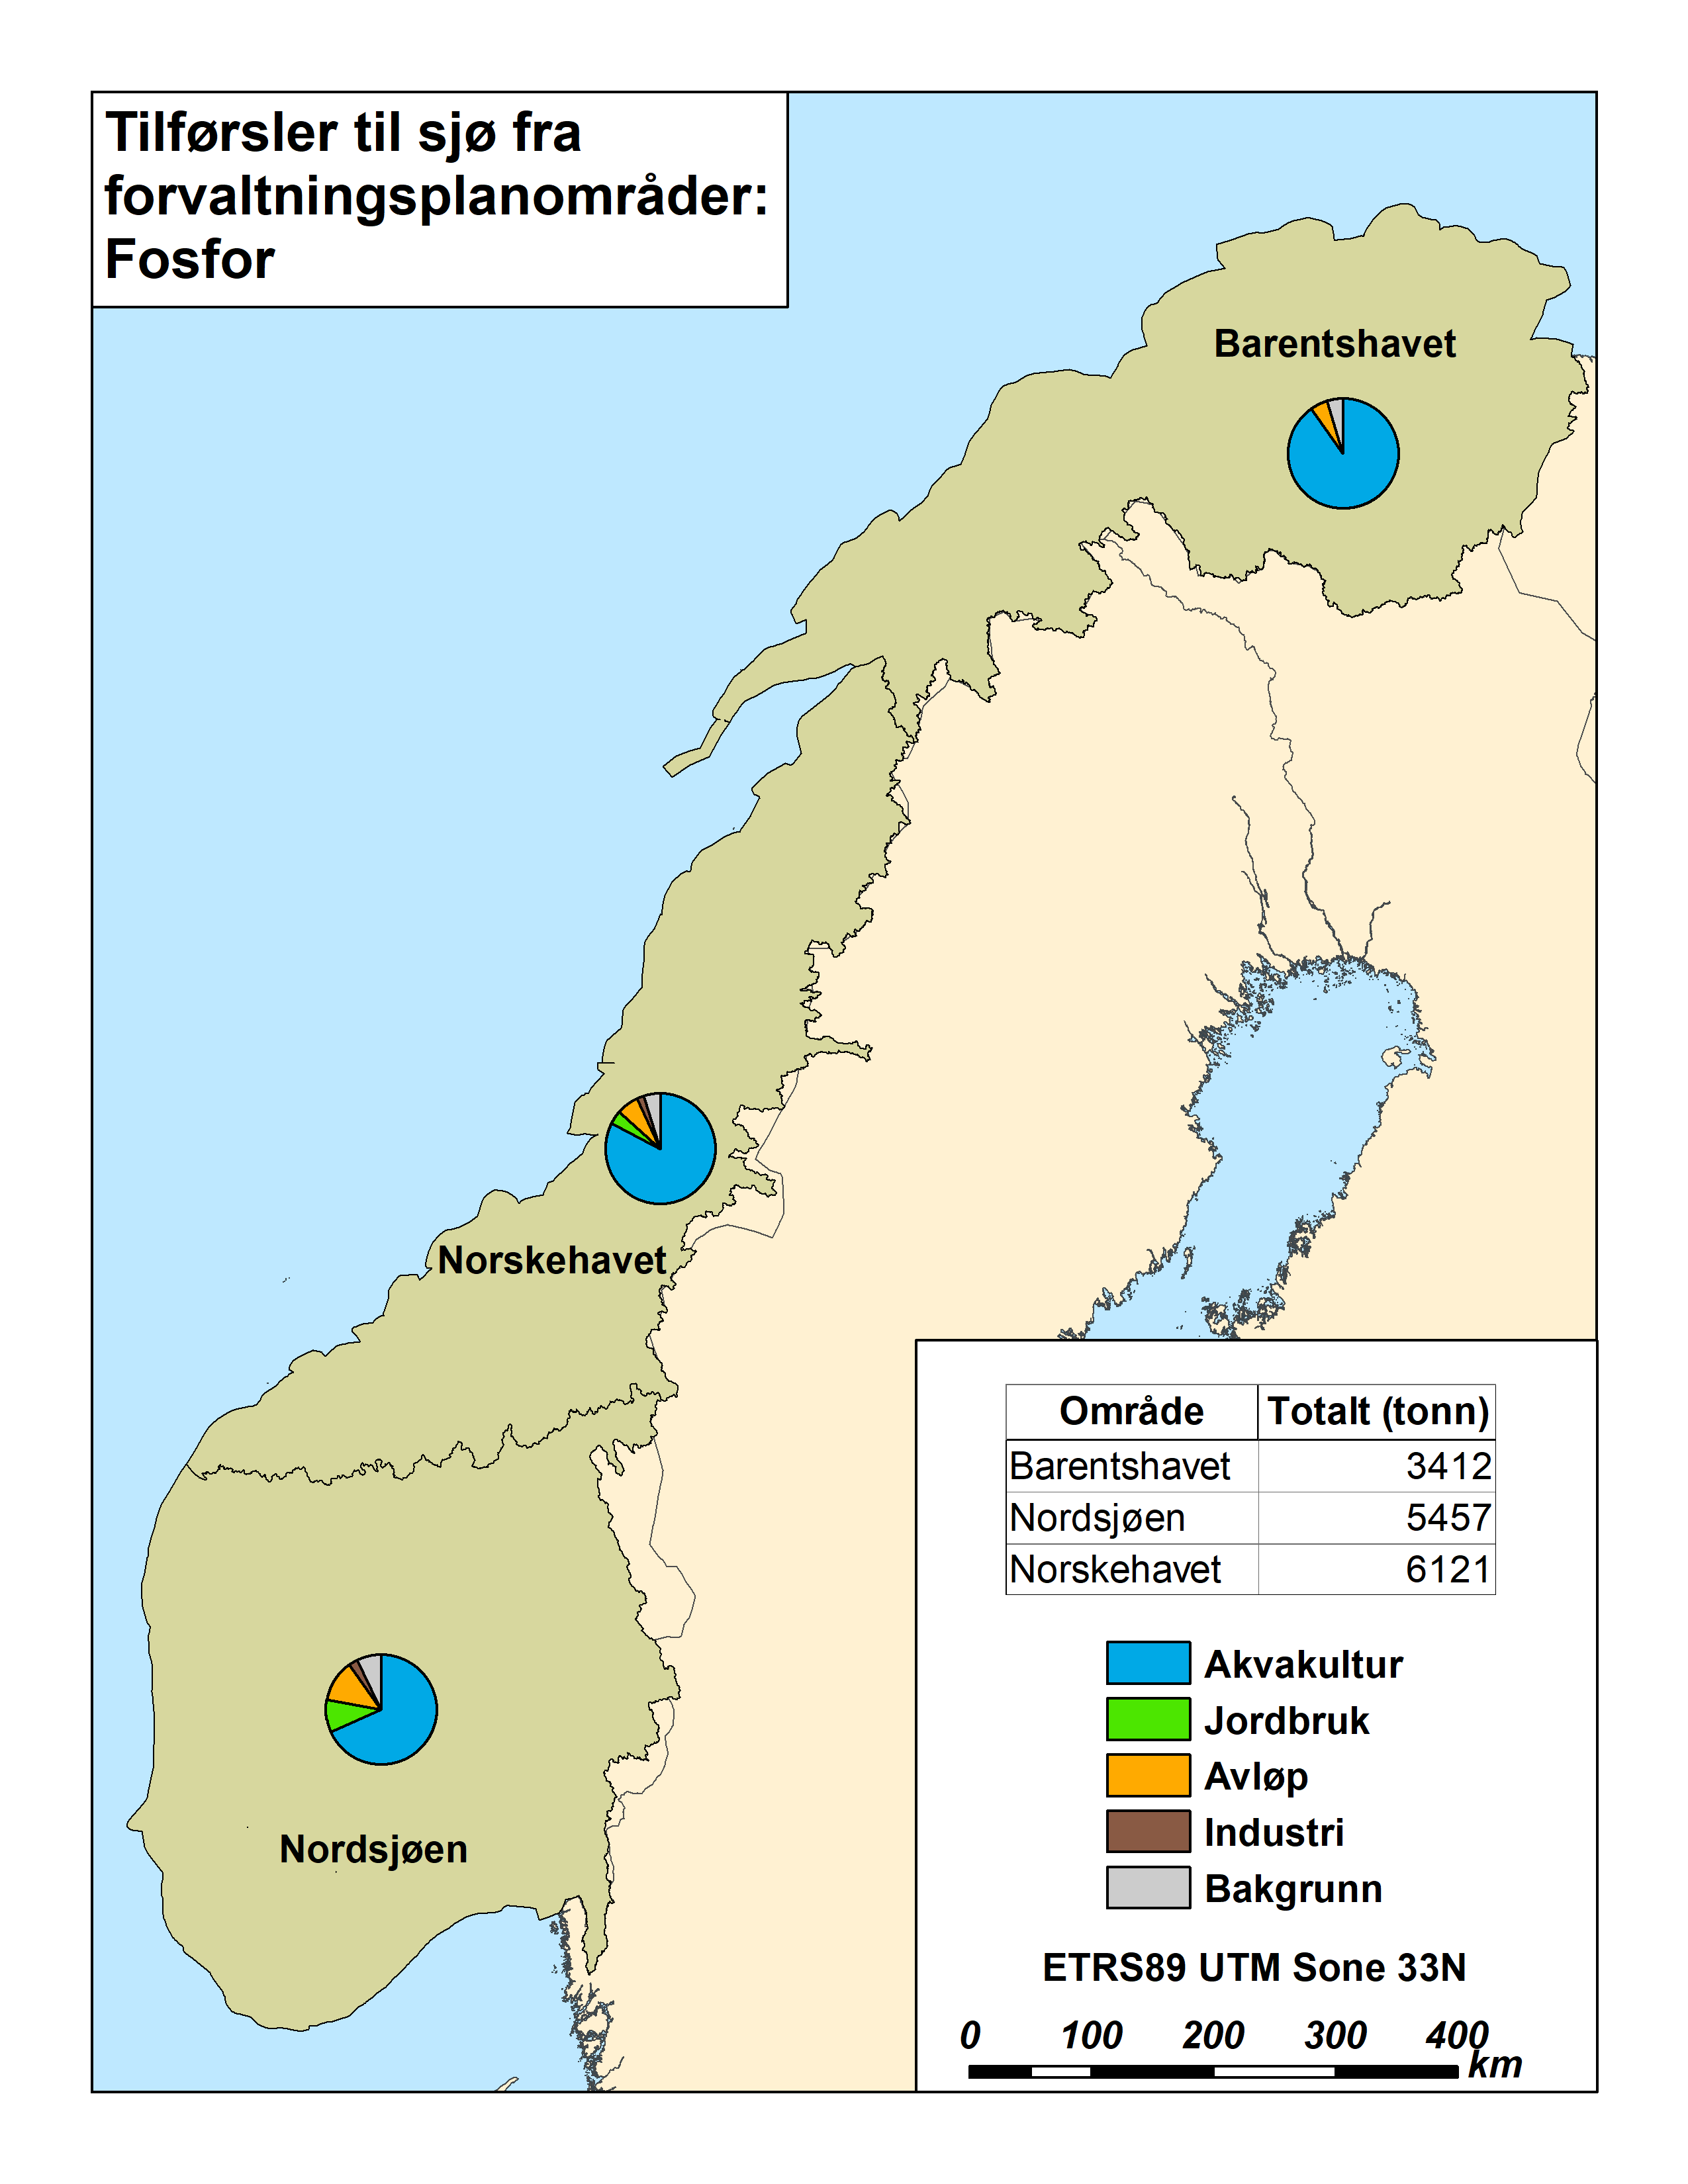 Tilførsler til sjø fra
forvaltningsplanområder:
Fosfor
Barentshavet
Norskehavet
Nordsjøen
Område Totalt (tonn)
Barentshavet 3412
Nordsjøen 5457
Norskehavet 6121
Akvakultur
Jordbruk
Avløp
Industri
Bakgrunn
ETRS89 UTM Sone 33N
0 100 200 300 400
km